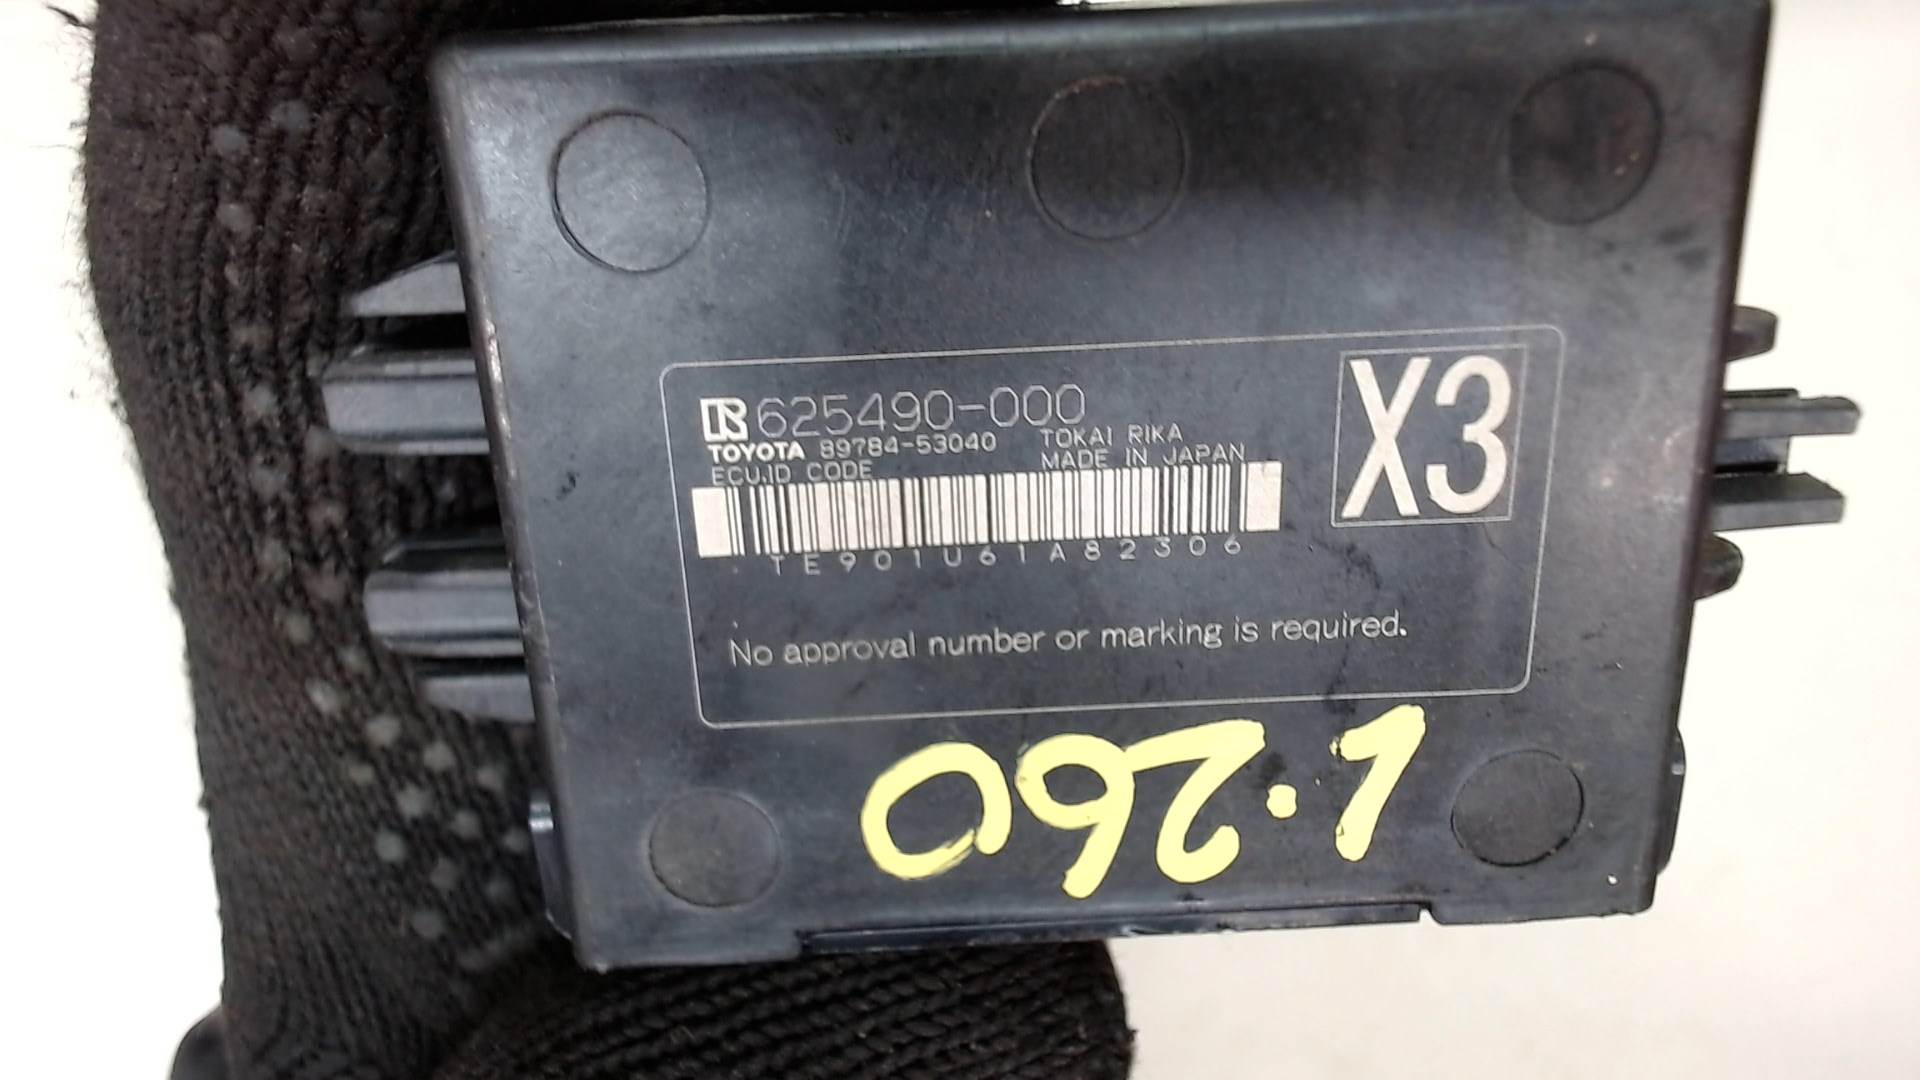 R 625490-000
TOYOTA 89784-53040 TOKAI RIKA
ECU.ID CODE MADE IN JAPAN
X3
TE901U61A82306
No approval number or marking is required.
1.260